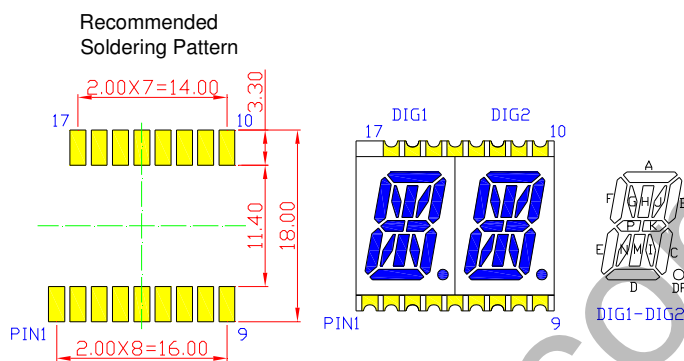 Recommended
Soldering Pattern
2.00X7=14.00
3.30
17
10
11.40
18.00
PIN1
9
2.00X8=16.00
DIG1
DIG2
17
10
PIN1
9
A
F
G
H
J
B
P
K
E
N
M
L
C
D
DP
DIG1-DIG2